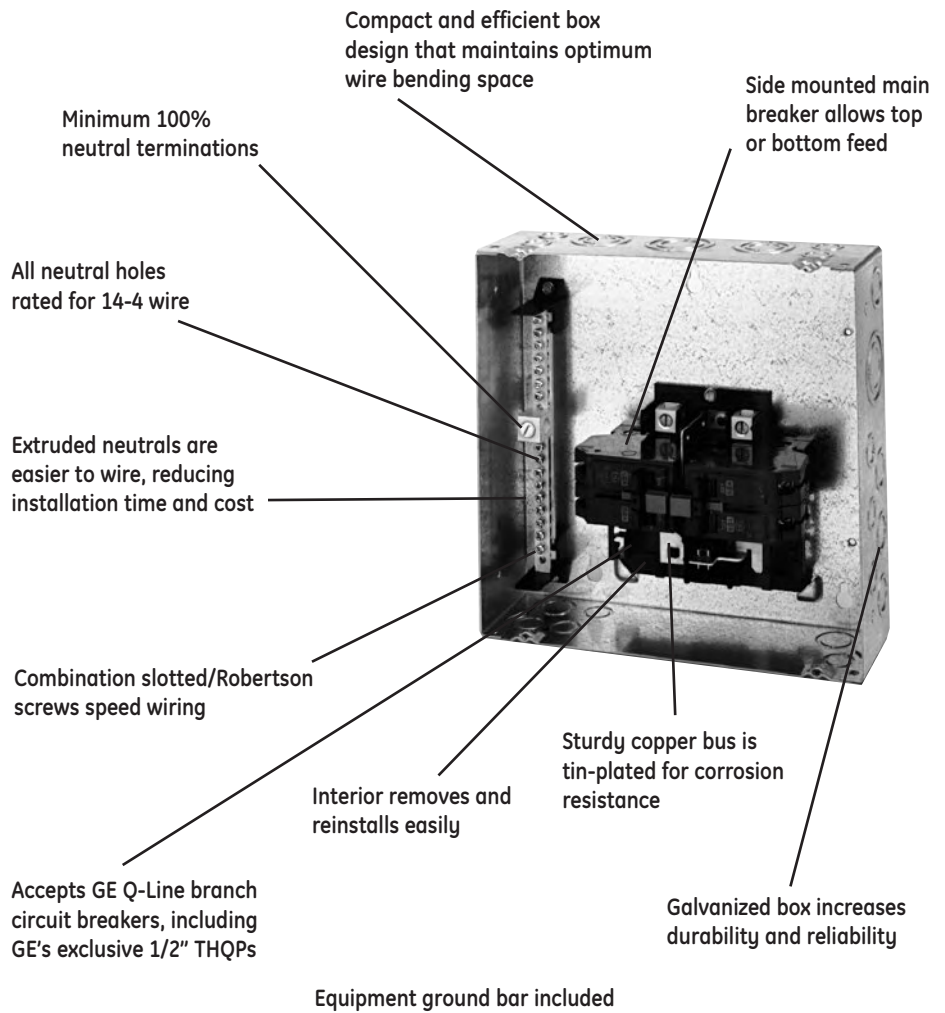 Compact and efficient box
design that maintains optimum
wire bending space
Side mounted main
breaker allows top
or bottom feed
Minimum 100%
neutral terminations
All neutral holes
rated for 14-4 wire
Extruded neutrals are
easier to wire, reducing
installation time and cost
Combination slotted/Robertson
screws speed wiring
Sturdy copper bus is
tin-plated for corrosion
resistance
Interior removes and
reinstalls easily
Accepts GE Q-Line branch
circuit breakers, including
GE's exclusive 1/2" THQPs
Galvanized box increases
durability and reliability
Equipment ground bar included